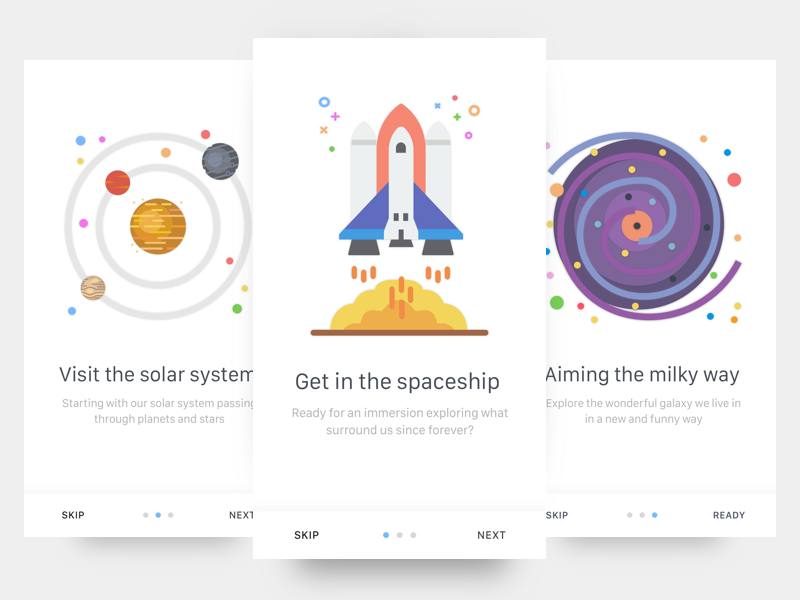 Visit the solar system
Starting with our solar system passing
through planets and stars
SKIP
NEXT
Get in the spaceship
Ready for an immersion exploring what
surround us since forever?
SKIP
NEXT
Aiming the milky way
Explore the wonderful galaxy we live in
in a new and funny way
SKIP
READY